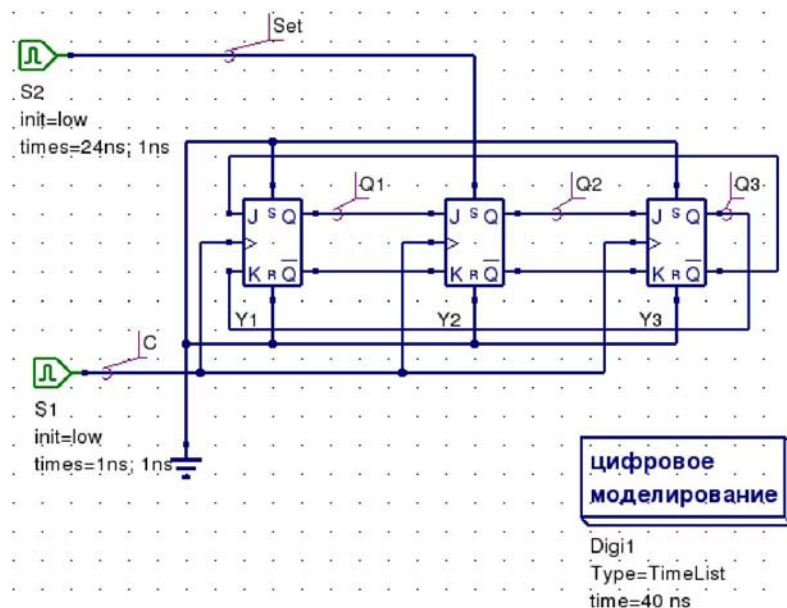 Set
S2
init=low
times=24ns; 1ns
Q1
Q2
Q3
J S Q
J S Q
J S Q
K R Q
K R Q
K R Q
Y1
Y2
Y3
C
S1
init=low
times=1ns; 1ns
цифровое
моделирование
Digi1
Type=TimeList
time=40 ns